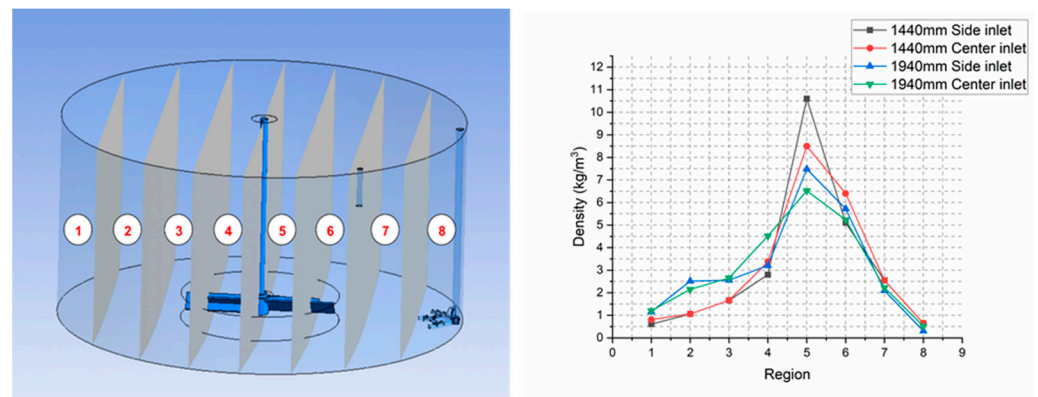 1 2 3 4 5 6 7 8
1440mm Side inlet
1440mm Center inlet
1940mm Side inlet
1940mm Center inlet
Density (kg/m³)
12
11
10
9
8
7
6
5
4
3
2
1
0
0 1 2 3 4 5 6 7 8 9
Region